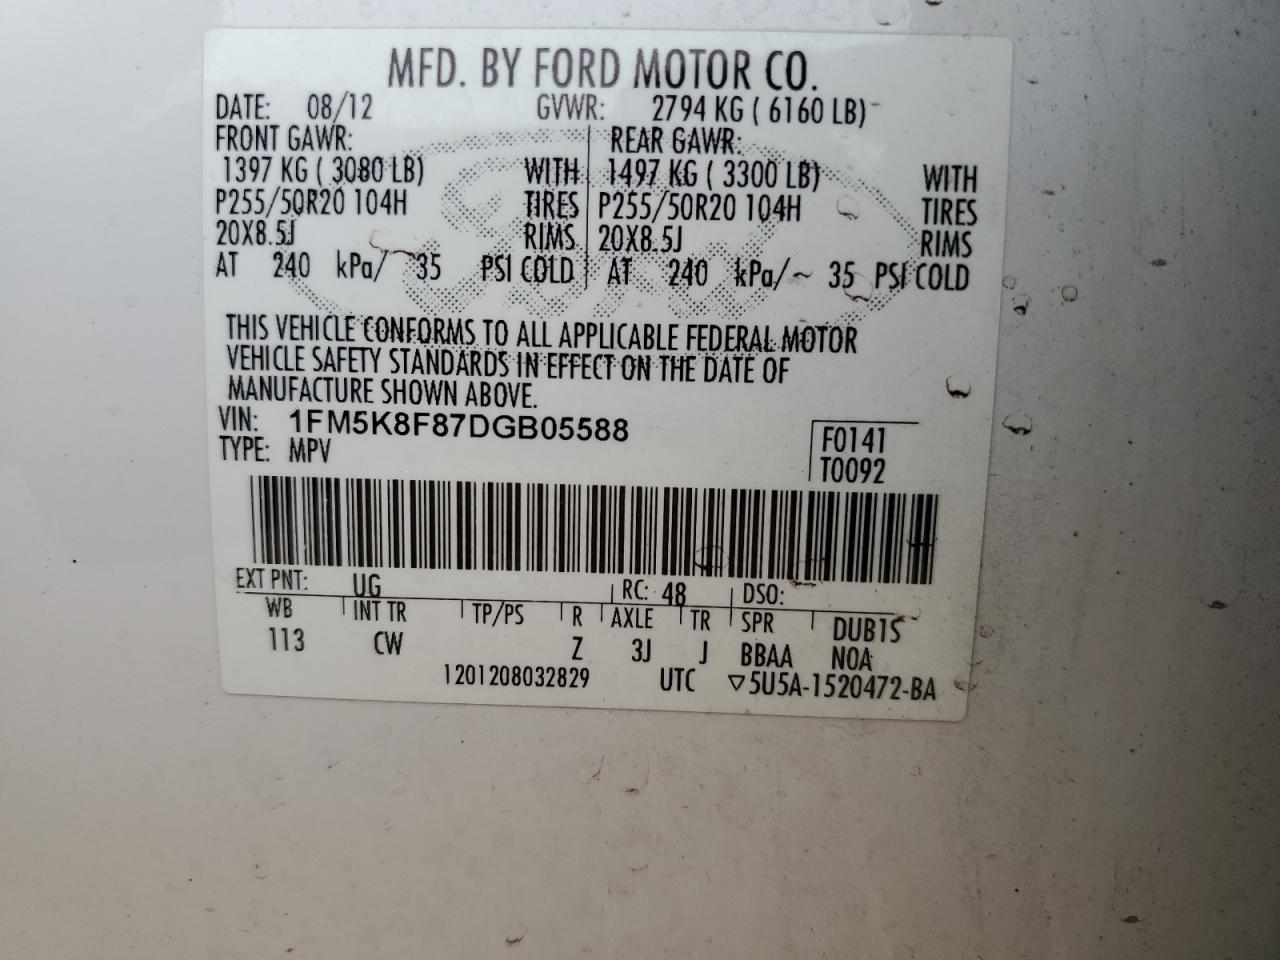 MFD. BY FORD MOTOR CO.
DATE: 08/12 GVWR: 2794 KG ( 6160 LB)
FRONT GAWR: REAR GAWR:
1397 KG ( 3080 LB) WITH 1497 KG ( 3300 LB) WITH
P255/50R20 104H TIRES P255/50R20 104H TIRES
20X8.5J RIMS 20X8.5J RIMS
AT 240 kPa/ 35 PSI COLD AT 240 kPa/ 35 PSI COLD
THIS VEHICLE CONFORMS TO ALL APPLICABLE FEDERAL MOTOR
VEHICLE SAFETY STANDARDS IN EFFECT ON THE DATE OF
MANUFACTURE SHOWN ABOVE.
VIN: 1FM5K8F87DGB05588
TYPE: MPV
F0141
T0092
EXT PNT: UG RC: 48 DSO:
WB INT TR TP/PS R AXLE TR SPR DUB1S
113 CW Z 3J J BBAA NOA
1201208032829 UTC ▽5U5A-1520472-BA